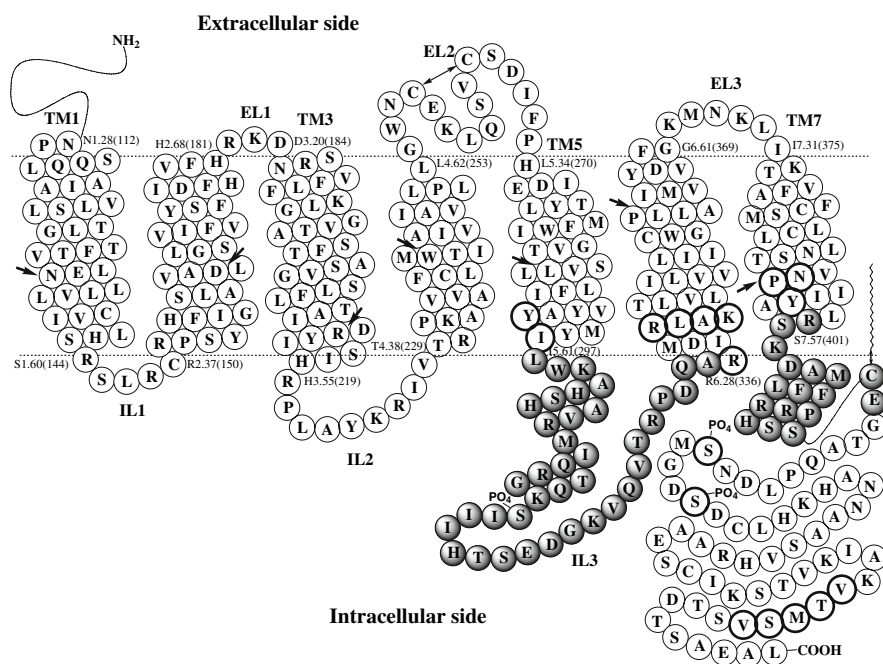 Extracellular side
NH2
TM1
P N
N1.28(112)
L Q Q S
A I A
L S L V
G L T
V T F T
N E L
L V L L
I V C
S H L
S1.60(144)
R S L R C
IL1
R2.37(150)
H2.68(181)
V F H
I D F H
Y S F
V I F V
L G S
V A D L
L S A
H F I G
R P S Y
EL1
R K D
TM3
D3.20(184)
N R S
F L F V
G L K
A T V G
T F S
G V S A
L F L S
I A T
I Y R D
H I S
H3.55(219)
R P L A Y K R I V
IL2
T4.38(229)
R T
P K A
V V A
F C L
M W T I
A I V
I A V
L P L
L
L4.62(253)
G W N C E K L Q S V C S D I F P
EL2
TM5
H
L5.34(270)
E D I
L Y T
I W F M
T V G
L L V S
L F I
Y A Y V
I Y M
I5.61(297)
L W K
H S H A
R V A
M
G R Q I
K Q T
PO4
I I I S
H T S E D G K V Q V T R P D
IL3
Q A R
R6.28(336)
M D I
R L A K
T L V L
I L V V
L I I
C W G
P L L A
I M V
Y D V
F G
G6.61(369)
K M N K L
EL3
TM7
I
I7.31(375)
T K
A F V
M S C F
L C L
T S N L
P N V
A Y I I
S R L
S7.57(401)
K
D A M
L F F
R R P
H S S
C E G T A Q P L D N S M G D S D C L H K H A N
PO4
PO4
N A A S V H R A A E
S C I K S T V K I A
K V T M S V S T D
T S A E A L
COOH
Intracellular side